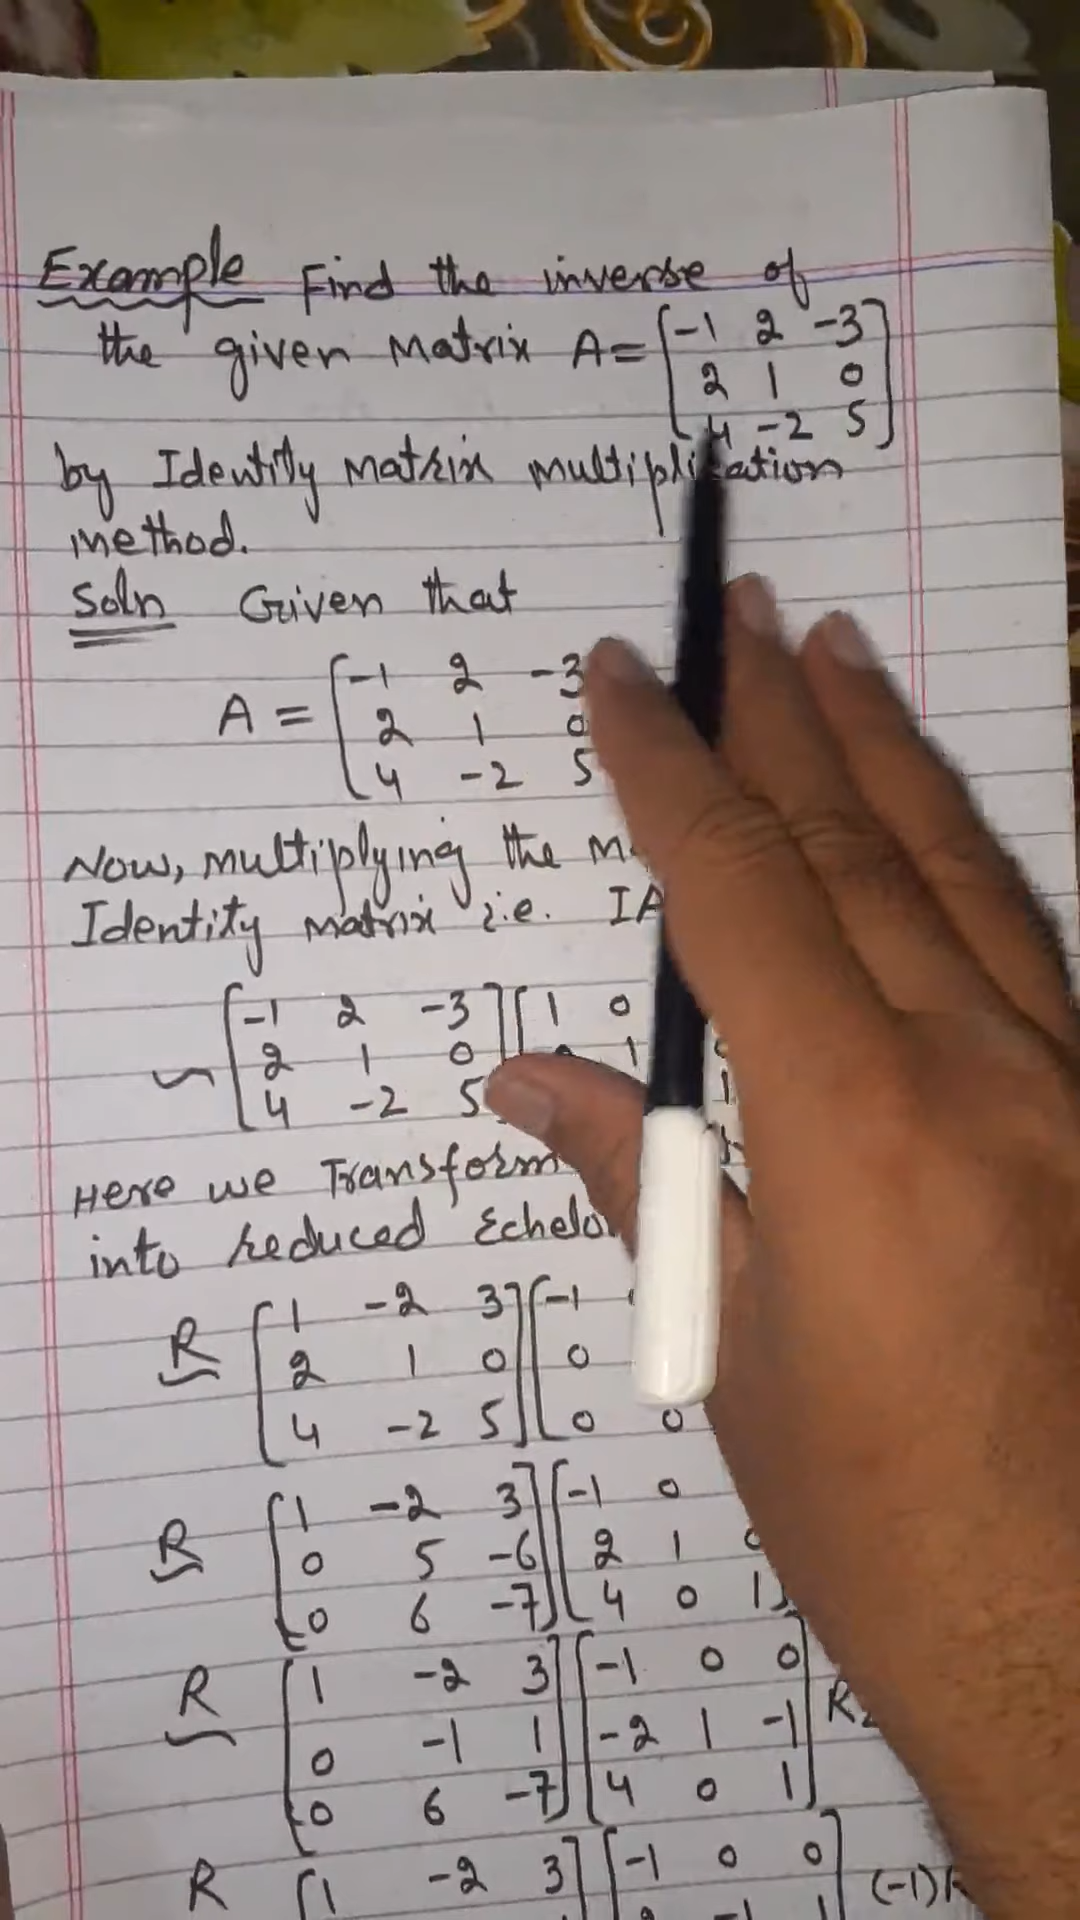 Example Find the inverse of
the given Matrix A = [-1 2 -3
2 1 0
4 -2 5]
by Identity Matrix multiplication
method.
Soln Given that
A = [-1 2 -3
2 1 0
4 -2 5
Now, multiplying the
Identity matrix i.e. IA
~ [-1 2 -3] [1 0
2 1 0 1
4 -2 5 1
Here we Transform
into reduced
R [1 -2 3] [-1
2 1 0 0
4 -2 5 0 0
R [1 -2 3] [-1 0
0 5 -6 2 1
0 6 -7 4 0 1]
R [1 -2 3] [-1 0 0]
0 -1 1 -2 1 -1 R2
0 6 -7 4 0 1
R [1 -2 3] [-1 0 0] (-1)R